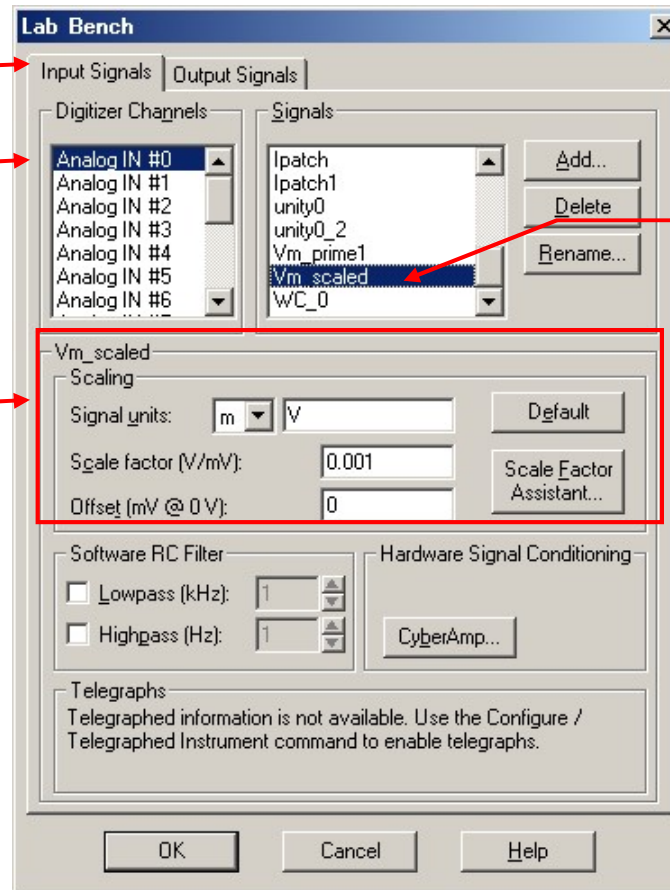 Lab Bench
Input Signals
Output Signals
Digitizer Channels
Analog IN #0
Analog IN #1
Analog IN #2
Analog IN #3
Analog IN #4
Analog IN #5
Analog IN #6
Signals
Ipatch
Ipatch1
unity0
unity0_2
Vm_prime1
Vm_scaled
WC_0
Add...
Delete
Rename...
Vm_scaled
Scaling
Signal units: m V
Default
Scale factor (V/mV): 0.001
Scale Factor
Assistant...
Offset (mV @ 0 V): 0
Software RC Filter
Lowpass (kHz): 1
Highpass (Hz): 1
Hardware Signal Conditioning
CyberAmp...
Telegraphs
Telegraphed information is not available. Use the Configure /
Telegraphed Instrument command to enable telegraphs.
OK Cancel Help